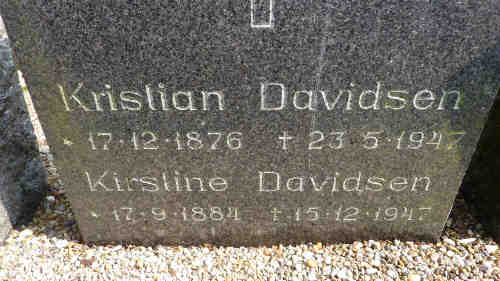 Kristian Davidsen
* 17·12·1876 † 23·5·1947
Kirstine Davidsen
* 17·9·1884 † 15·12·1947